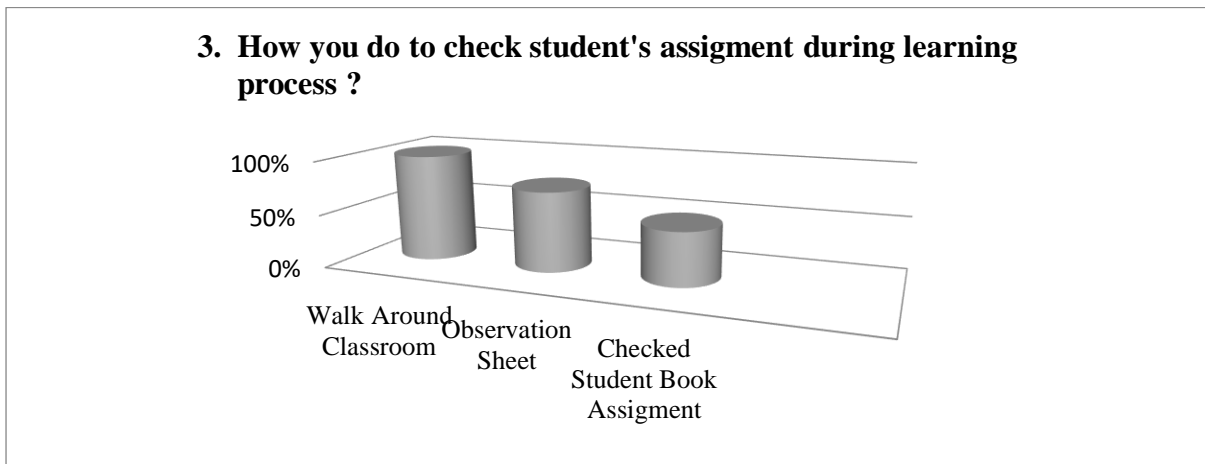 3. How you do to check student's assigment during learning
process ?
100%
50%
0%
Walk Around
Classroom
Observation
Sheet
Checked
Student Book
Assigment